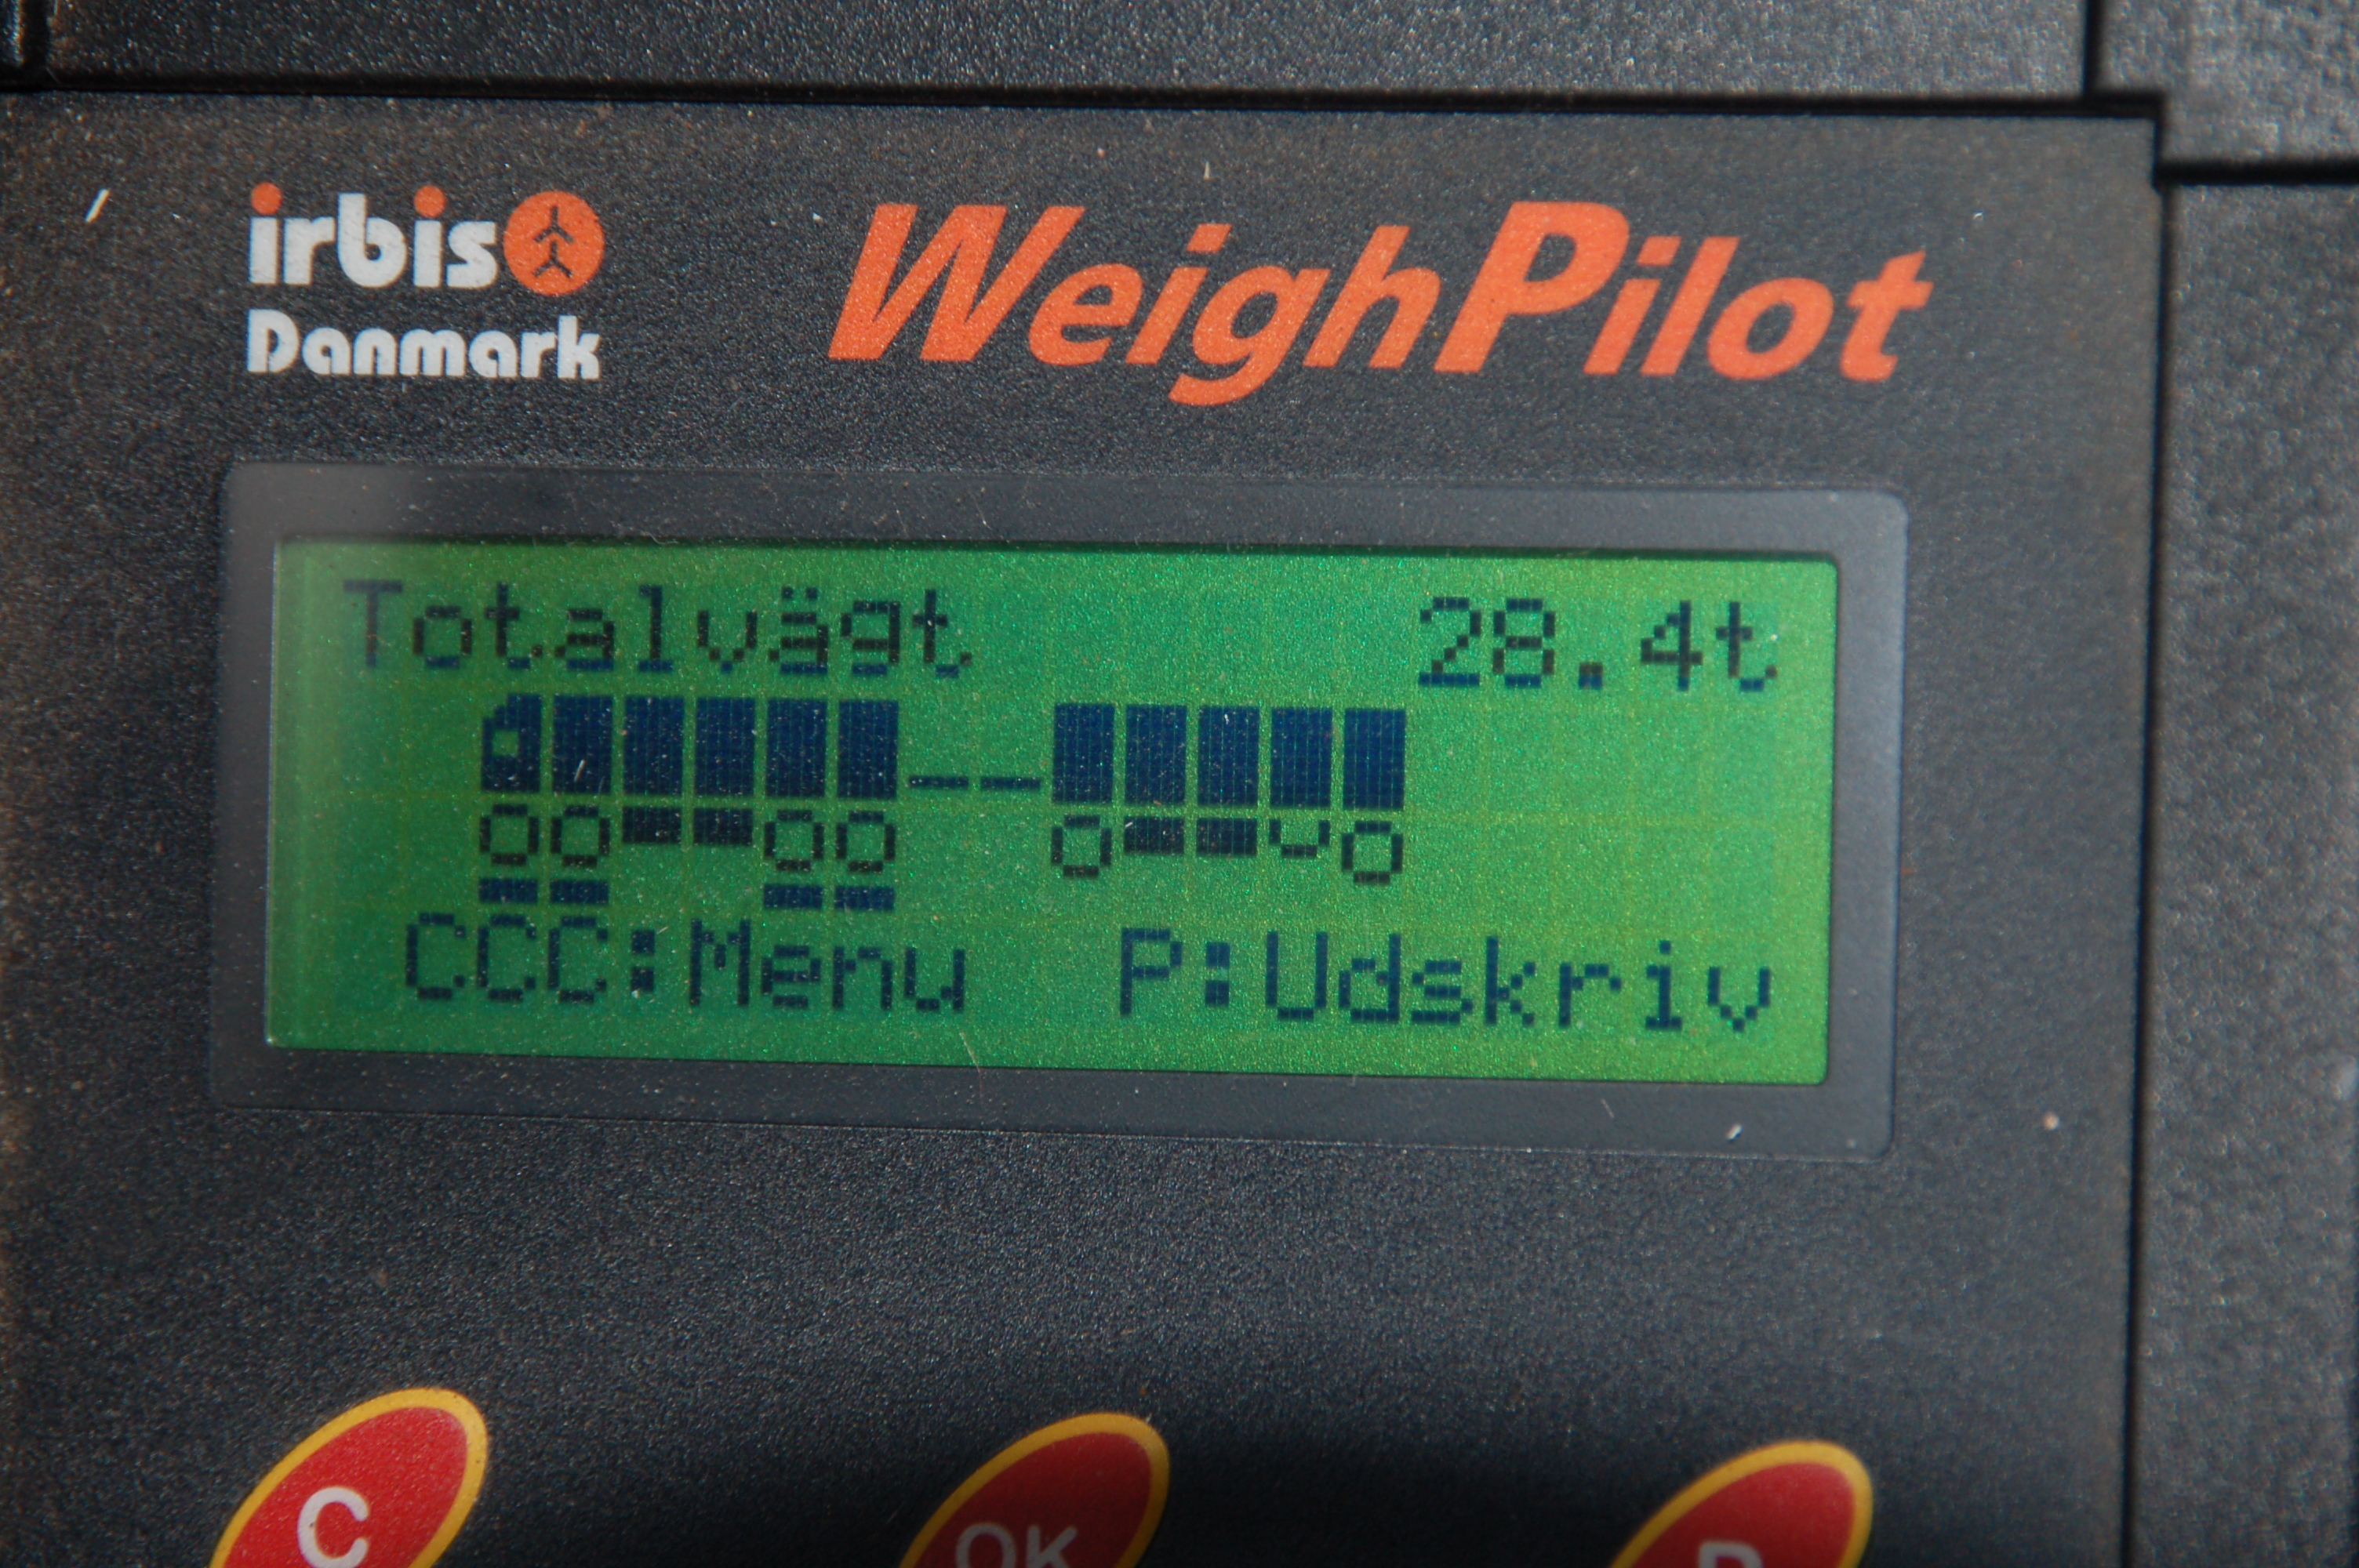 irbis
Danmark
WeighPilot
Totalvägt 28.4t
CCC:Menu P:Udskriv
C
OK
P